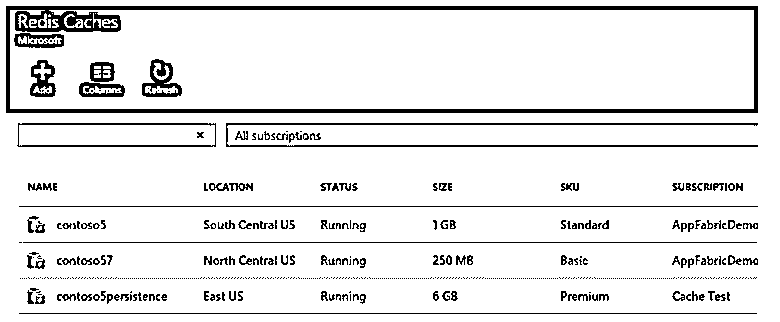 Redis Caches
Microsoft
Add Columns Refresh
× All subscriptions
NAME LOCATION STATUS SIZE SKU SUBSCRIPTION
contoso5 South Central US Running 1 GB Standard AppFabricDemo
contoso57 North Central US Running 250 MB Basic AppFabricDemo
contoso5persistence East US Running 6 GB Premium Cache Test